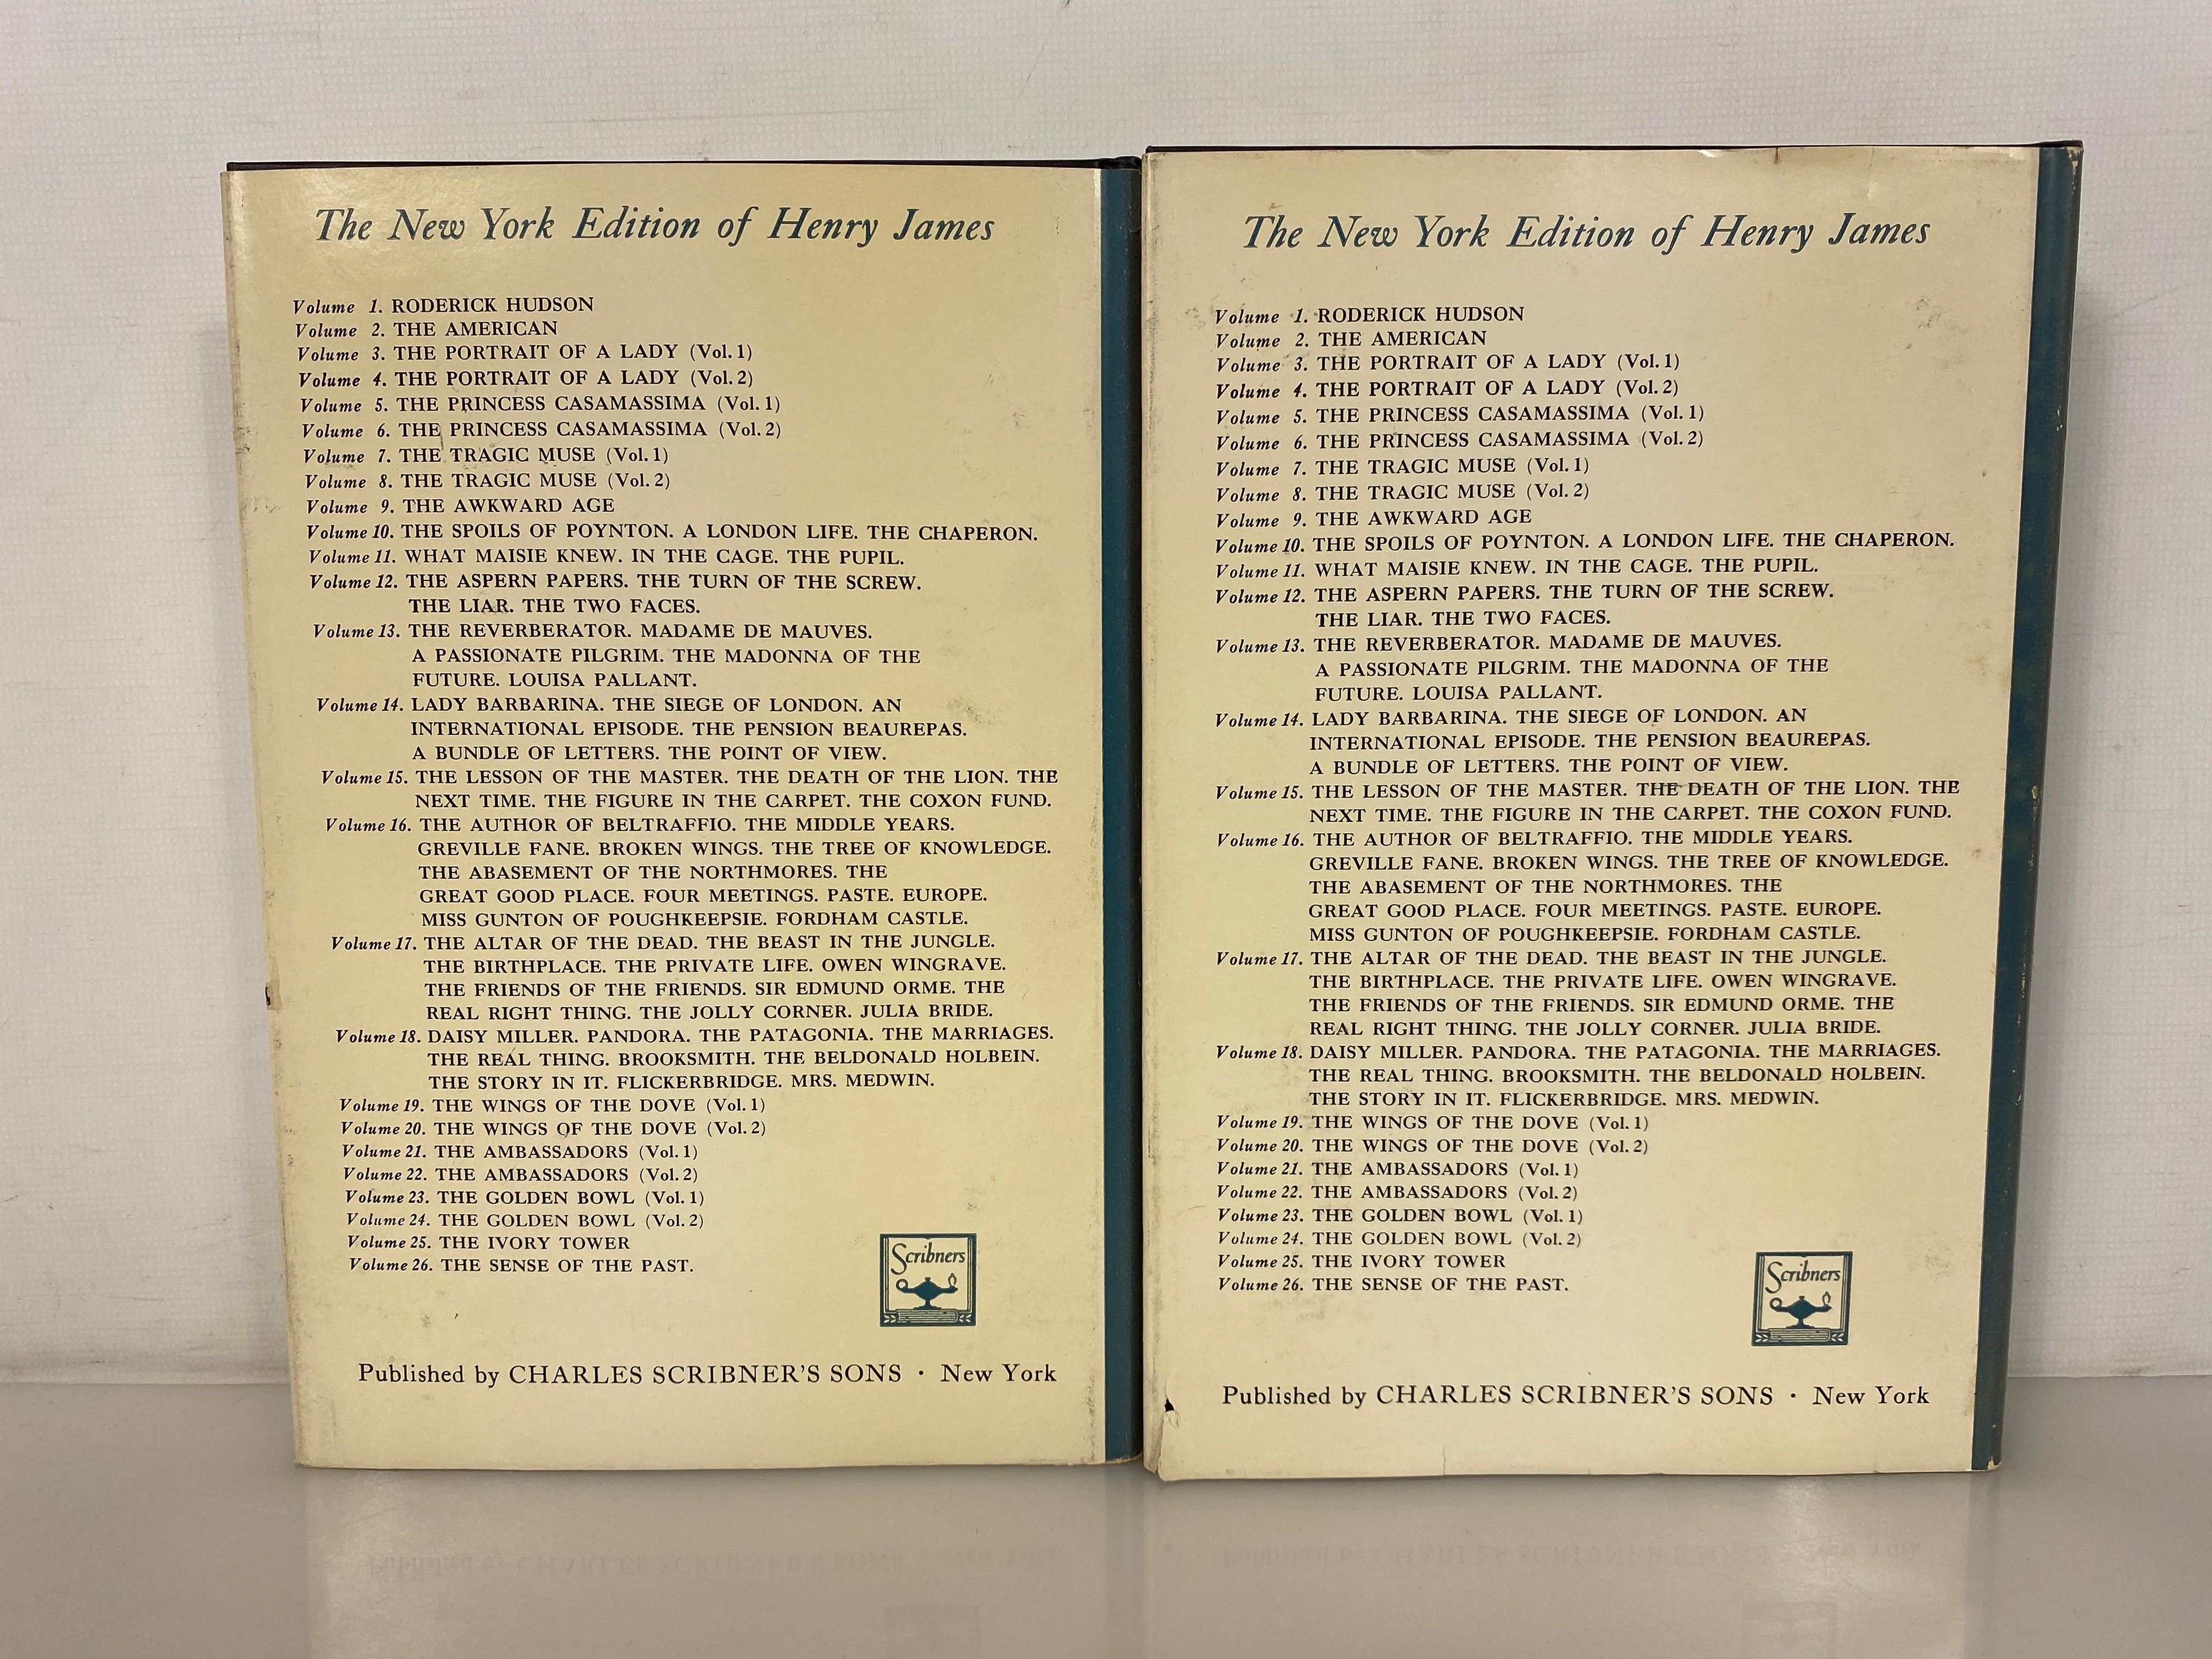 The New York Edition of Henry James
Volume 1. RODERICK HUDSON
Volume 2. THE AMERICAN
Volume 3. THE PORTRAIT OF A LADY (Vol. 1)
Volume 4. THE PORTRAIT OF A LADY (Vol. 2)
Volume 5. THE PRINCESS CASAMASSIMA (Vol. 1)
Volume 6. THE PRINCESS CASAMASSIMA (Vol. 2)
Volume 7. THE TRAGIC MUSE (Vol. 1)
Volume 8. THE TRAGIC MUSE (Vol. 2)
Volume 9. THE AWKWARD AGE
Volume 10. THE SPOILS OF POYNTON. A LONDON LIFE. THE CHAPERON.
Volume 11. WHAT MAISIE KNEW. IN THE CAGE. THE PUPIL.
Volume 12. THE ASPERN PAPERS. THE TURN OF THE SCREW.
THE LIAR. THE TWO FACES.
Volume 13. THE REVERBERATOR. MADAME DE MAUVES.
A PASSIONATE PILGRIM. THE MADONNA OF THE
FUTURE. LOUISA PALLANT.
Volume 14. LADY BARBARINA. THE SIEGE OF LONDON. AN
INTERNATIONAL EPISODE. THE PENSION BEAUREPAS.
A BUNDLE OF LETTERS. THE POINT OF VIEW.
Volume 15. THE LESSON OF THE MASTER. THE DEATH OF THE LION. THE
NEXT TIME. THE FIGURE IN THE CARPET. THE COXON FUND.
Volume 16. THE AUTHOR OF BELTRAFFIO. THE MIDDLE YEARS.
GREVILLE FANE. BROKEN WINGS. THE TREE OF KNOWLEDGE.
THE ABASEMENT OF THE NORTHMORES. THE
GREAT GOOD PLACE. FOUR MEETINGS. PASTE. EUROPE.
MISS GUNTON OF POUGHKEEPSIE. FORDHAM CASTLE.
Volume 17. THE ALTAR OF THE DEAD. THE BEAST IN THE JUNGLE.
THE BIRTHPLACE. THE PRIVATE LIFE. OWEN WINGRAVE.
THE FRIENDS OF THE FRIENDS. SIR EDMUND ORME. THE
REAL RIGHT THING. THE JOLLY CORNER. JULIA BRIDE.
Volume 18. DAISY MILLER. PANDORA. THE PATAGONIA. THE MARRIAGES.
THE REAL THING. BROOKSMITH. THE BELDONALD HOLBEIN.
THE STORY IN IT. FLICKERBRIDGE. MRS. MEDWIN.
Volume 19. THE WINGS OF THE DOVE (Vol. 1)
Volume 20. THE WINGS OF THE DOVE (Vol. 2)
Volume 21. THE AMBASSADORS (Vol. 1)
Volume 22. THE AMBASSADORS (Vol. 2)
Volume 23. THE GOLDEN BOWL (Vol. 1)
Volume 24. THE GOLDEN BOWL (Vol. 2)
Volume 25. THE IVORY TOWER
Volume 26. THE SENSE OF THE PAST.
Scribners
Published by CHARLES SCRIBNER'S SONS · New York
The New York Edition of Henry James
Volume 1. RODERICK HUDSON
Volume 2. THE AMERICAN
Volume 3. THE PORTRAIT OF A LADY (Vol. 1)
Volume 4. THE PORTRAIT OF A LADY (Vol. 2)
Volume 5. THE PRINCESS CASAMASSIMA (Vol. 1)
Volume 6. THE PRINCESS CASAMASSIMA (Vol. 2)
Volume 7. THE TRAGIC MUSE (Vol. 1)
Volume 8. THE TRAGIC MUSE (Vol. 2)
Volume 9. THE AWKWARD AGE
Volume 10. THE SPOILS OF POYNTON. A LONDON LIFE. THE CHAPERON.
Volume 11. WHAT MAISIE KNEW. IN THE CAGE. THE PUPIL.
Volume 12. THE ASPERN PAPERS. THE TURN OF THE SCREW.
THE LIAR. THE TWO FACES.
Volume 13. THE REVERBERATOR. MADAME DE MAUVES.
A PASSIONATE PILGRIM. THE MADONNA OF THE
FUTURE. LOUISA PALLANT.
Volume 14. LADY BARBARINA. THE SIEGE OF LONDON. AN
INTERNATIONAL EPISODE. THE PENSION BEAUREPAS.
A BUNDLE OF LETTERS. THE POINT OF VIEW.
Volume 15. THE LESSON OF THE MASTER. THE DEATH OF THE LION. THE
NEXT TIME. THE FIGURE IN THE CARPET. THE COXON FUND.
Volume 16. THE AUTHOR OF BELTRAFFIO. THE MIDDLE YEARS.
GREVILLE FANE. BROKEN WINGS. THE TREE OF KNOWLEDGE.
THE ABASEMENT OF THE NORTHMORES. THE
GREAT GOOD PLACE. FOUR MEETINGS. PASTE. EUROPE.
MISS GUNTON OF POUGHKEEPSIE. FORDHAM CASTLE.
Volume 17. THE ALTAR OF THE DEAD. THE BEAST IN THE JUNGLE.
THE BIRTHPLACE. THE PRIVATE LIFE. OWEN WINGRAVE.
THE FRIENDS OF THE FRIENDS. SIR EDMUND ORME. THE
REAL RIGHT THING. THE JOLLY CORNER. JULIA BRIDE.
Volume 18. DAISY MILLER. PANDORA. THE PATAGONIA. THE MARRIAGES.
THE REAL THING. BROOKSMITH. THE BELDONALD HOLBEIN.
THE STORY IN IT. FLICKERBRIDGE. MRS. MEDWIN.
Volume 19. THE WINGS OF THE DOVE (Vol. 1)
Volume 20. THE WINGS OF THE DOVE (Vol. 2)
Volume 21. THE AMBASSADORS (Vol. 1)
Volume 22. THE AMBASSADORS (Vol. 2)
Volume 23. THE GOLDEN BOWL (Vol. 1)
Volume 24. THE GOLDEN BOWL (Vol. 2)
Volume 25. THE IVORY TOWER
Volume 26. THE SENSE OF THE PAST.
Scribners
Published by CHARLES SCRIBNER'S SONS · New York